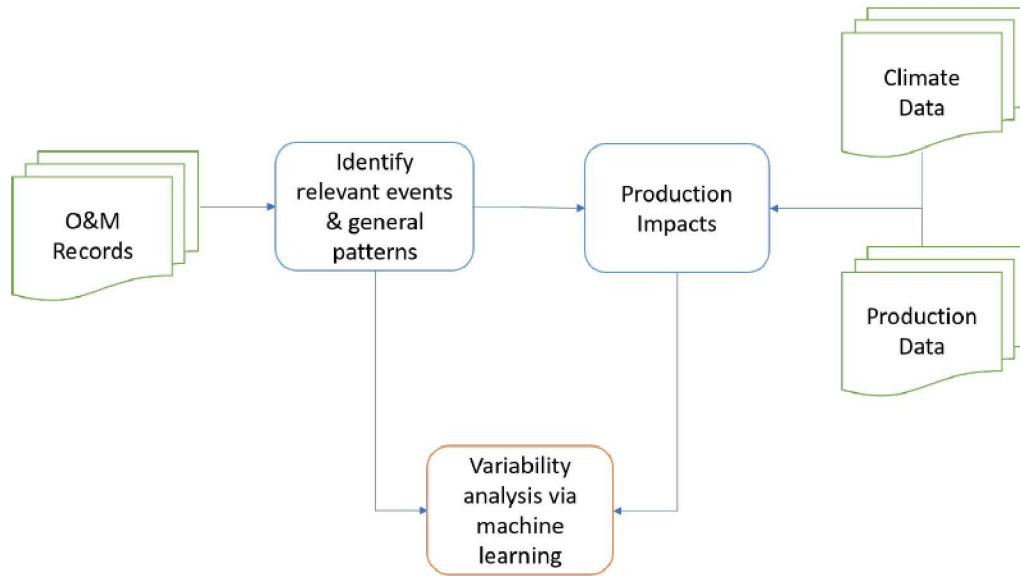 O&M
Records
Identify
relevant events
& general
patterns
Production
Impacts
Climate
Data
Production
Data
Variability
analysis via
machine
learning